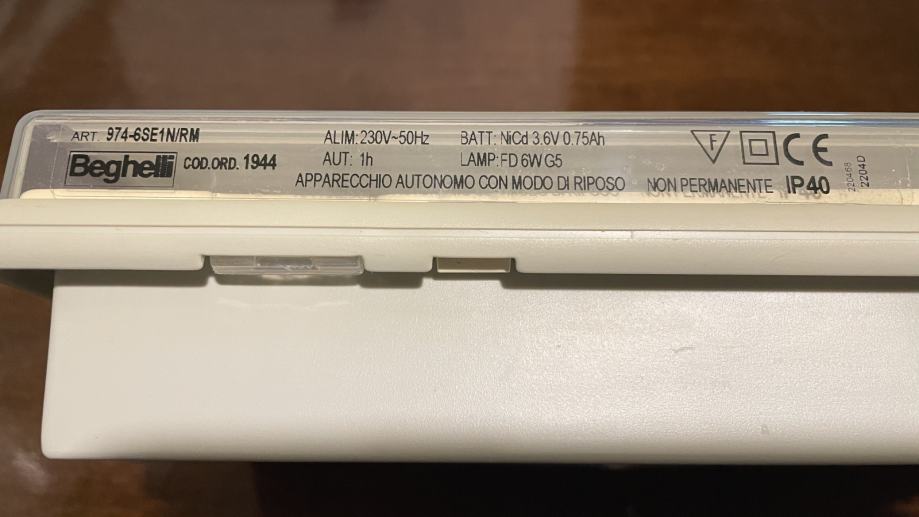 ART. 974-6SE1N/RM ALIM:230V~50Hz BATT: NiCd 3.6V 0.75Ah F CE
Beghelli COD.ORD. 1944 AUT: 1h LAMP: FD 6W G5
APPARECCHIO AUTONOMO CON MODO DI RIPOSO NON PERMANENTE IP40
220468
2204D